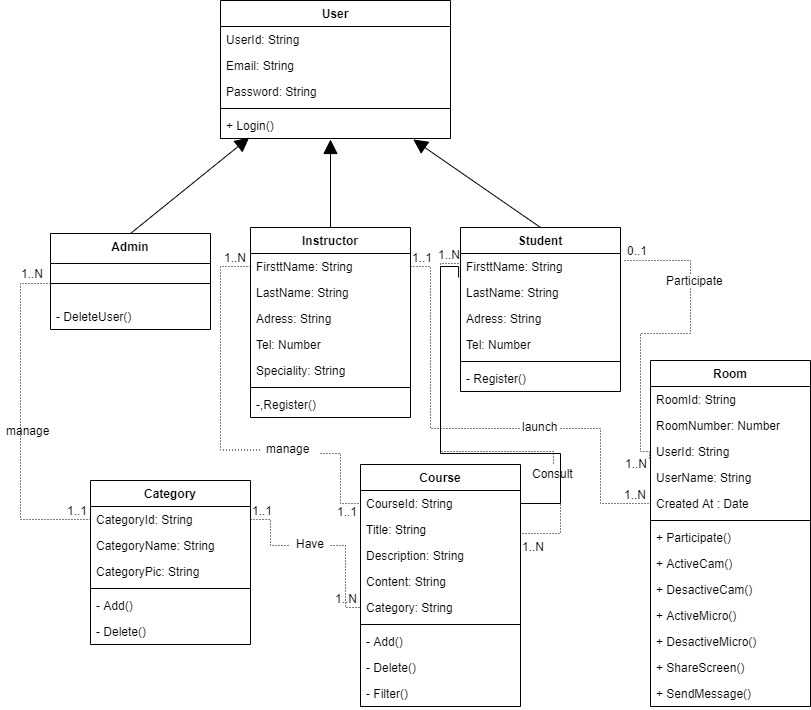 User
UserId: String
Email: String
Password: String
+ Login()
Admin
- DeleteUser()
Instructor
FirsttName: String
LastName: String
Adress: String
Tel: Number
Speciality: String
-,Register()
Student
FirsttName: String
LastName: String
Adress: String
Tel: Number
- Register()
1..N
1..N
1..1
1..N
0..1
Participate
manage
manage
launch
Consult
Have
1..1
1..1
1..1
1..N
1..N
1..N
1..N
Room
RoomId: String
RoomNumber: Number
UserId: String
UserName: String
Created At : Date
+ Participate()
+ ActiveCam()
+ DesactiveCam()
+ ActiveMicro()
+ DesactiveMicro()
+ ShareScreen()
+ SendMessage()
Category
CategoryId: String
CategoryName: String
CategoryPic: String
- Add()
- Delete()
Course
CourseId: String
Title: String
Description: String
Content: String
Category: String
- Add()
- Delete()
- Filter()